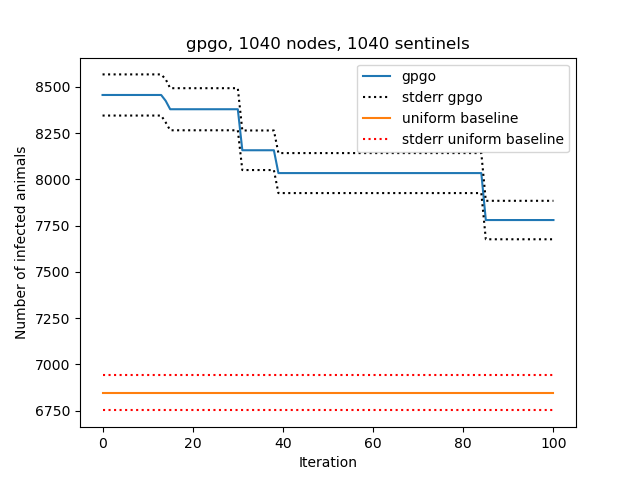 gpgo, 1040 nodes, 1040 sentinels
gpgo
stderr gpgo
uniform baseline
stderr uniform baseline
Number of infected animals
8500
8250
8000
7750
7500
7250
7000
6750
0 20 40 60 80 100
Iteration